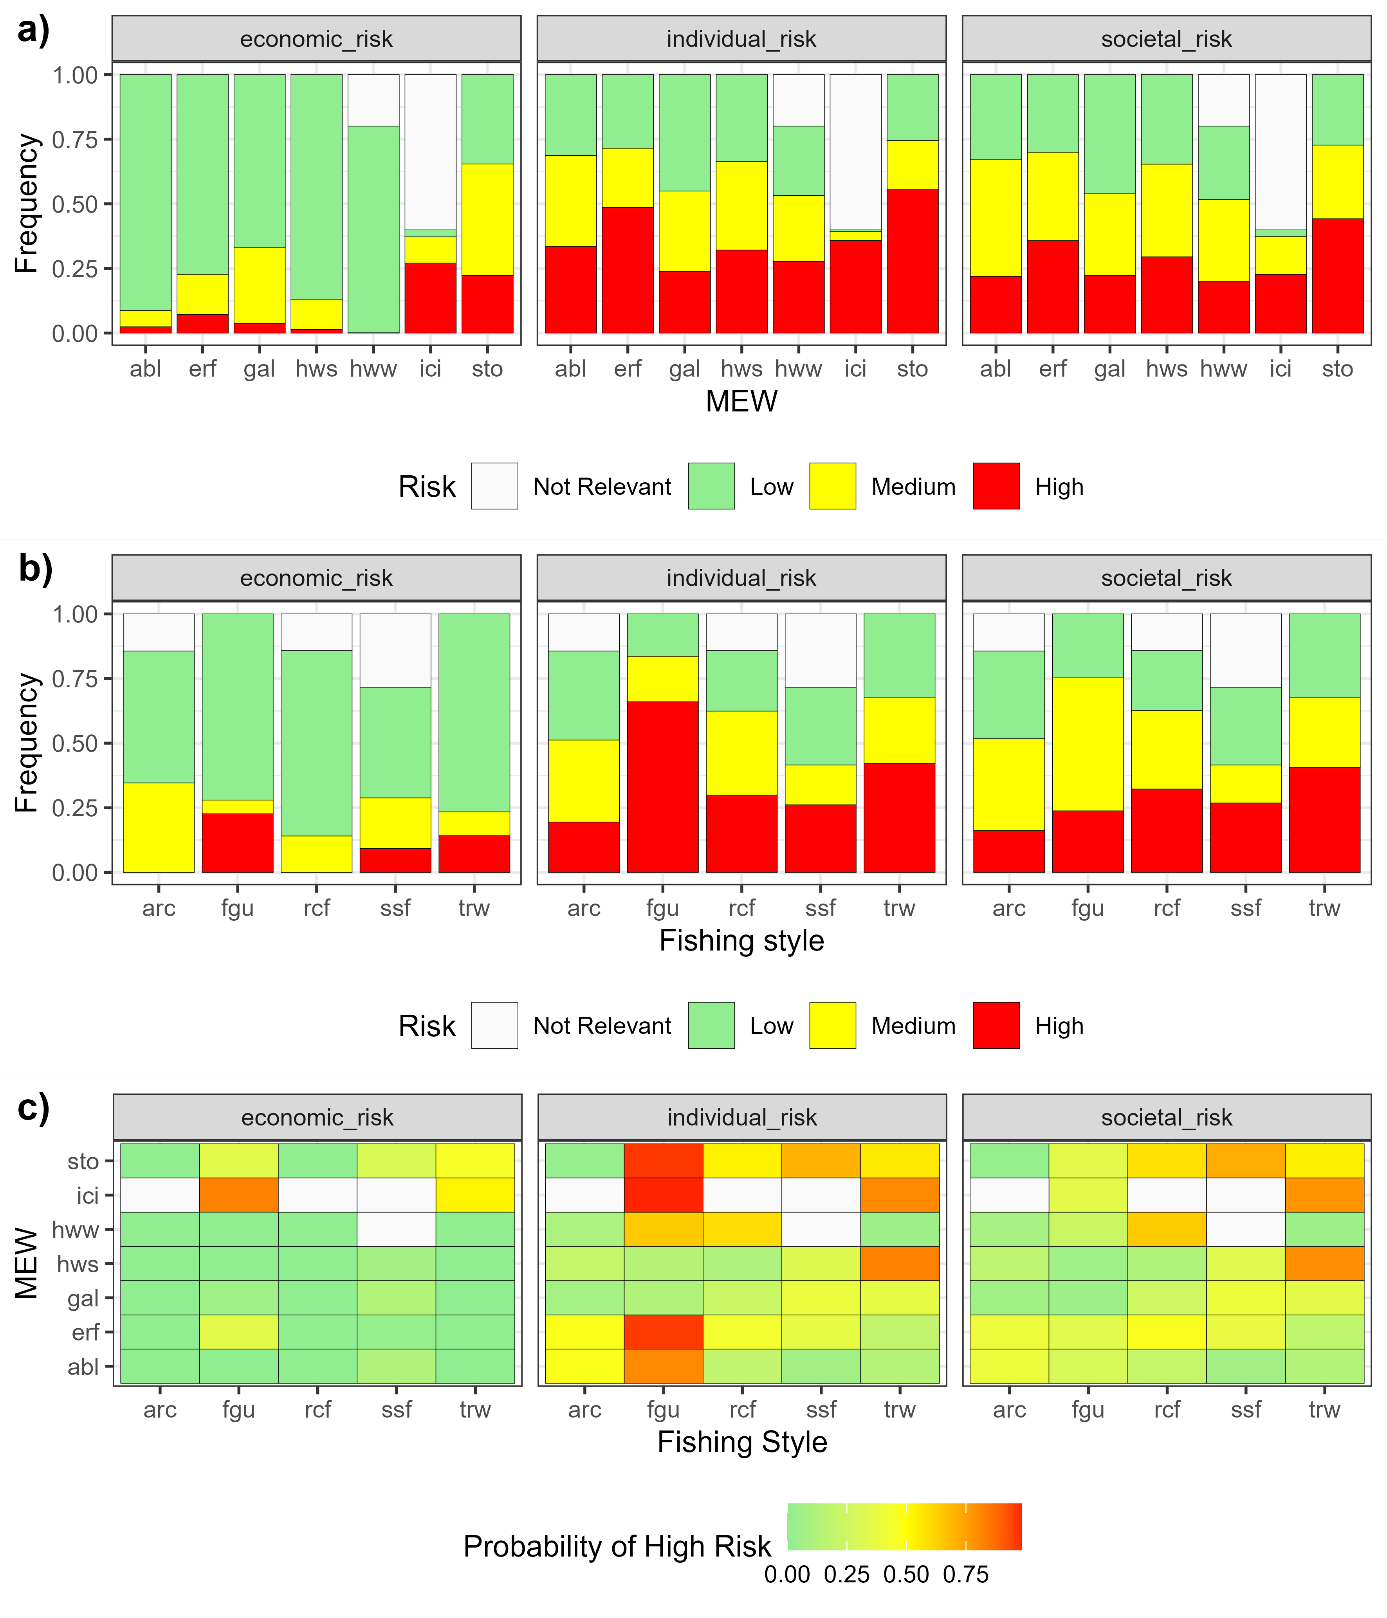 a)
economic_risk individual_risk societal_risk
1.00
0.75
0.50
0.25
0.00
Frequency
abl erf gal hws hww ici sto abl erf gal hws hww ici sto abl erf gal hws hww ici sto
MEW
Risk Not Relevant Low Medium High
b)
economic_risk individual_risk societal_risk
1.00
0.75
0.50
0.25
0.00
Frequency
arc fgu rcf ssf trw arc fgu rcf ssf trw arc fgu rcf ssf trw
Fishing style
Risk Not Relevant Low Medium High
c)
economic_risk individual_risk societal_risk
sto
ici
hww
hws
gal
erf
abl
MEW
arc fgu rcf ssf trw arc fgu rcf ssf trw arc fgu rcf ssf trw
Fishing Style
Probability of High Risk
0.00 0.25 0.50 0.75